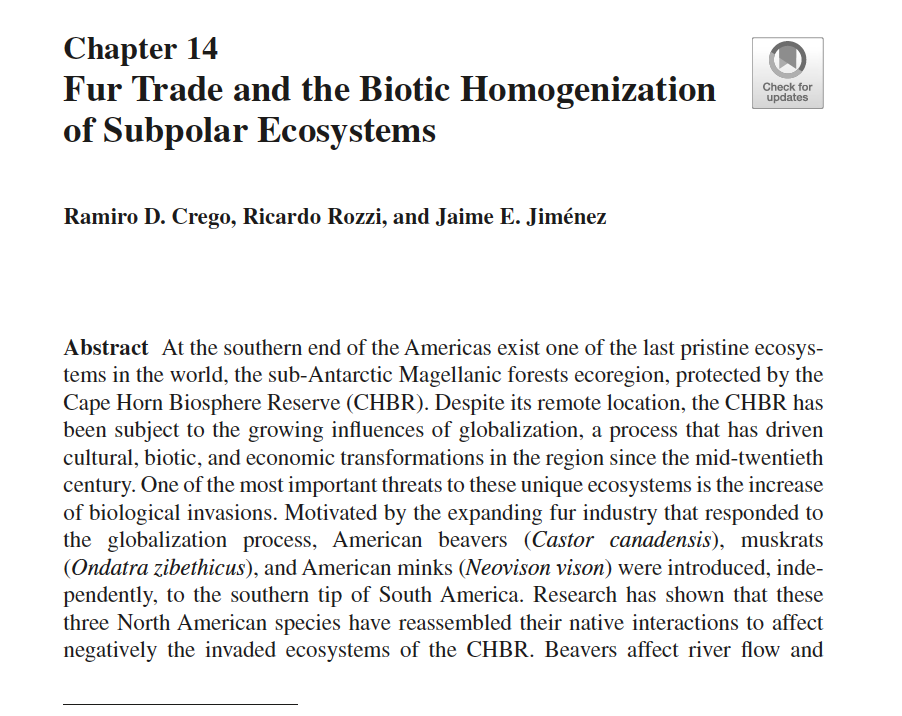 Chapter 14
Fur Trade and the Biotic Homogenization
of Subpolar Ecosystems
Check for
updates
Ramiro D. Crego, Ricardo Rozzi, and Jaime E. Jiménez
Abstract At the southern end of the Americas exist one of the last pristine ecosys-
tems in the world, the sub-Antarctic Magellanic forests ecoregion, protected by the
Cape Horn Biosphere Reserve (CHBR). Despite its remote location, the CHBR has
been subject to the growing influences of globalization, a process that has driven
cultural, biotic, and economic transformations in the region since the mid-twentieth
century. One of the most important threats to these unique ecosystems is the increase
of biological invasions. Motivated by the expanding fur industry that responded to
the globalization process, American beavers (Castor canadensis), muskrats
(Ondatra zibethicus), and American minks (Neovison vison) were introduced, inde-
pendently, to the southern tip of South America. Research has shown that these
three North American species have reassembled their native interactions to affect
negatively the invaded ecosystems of the CHBR. Beavers affect river flow and